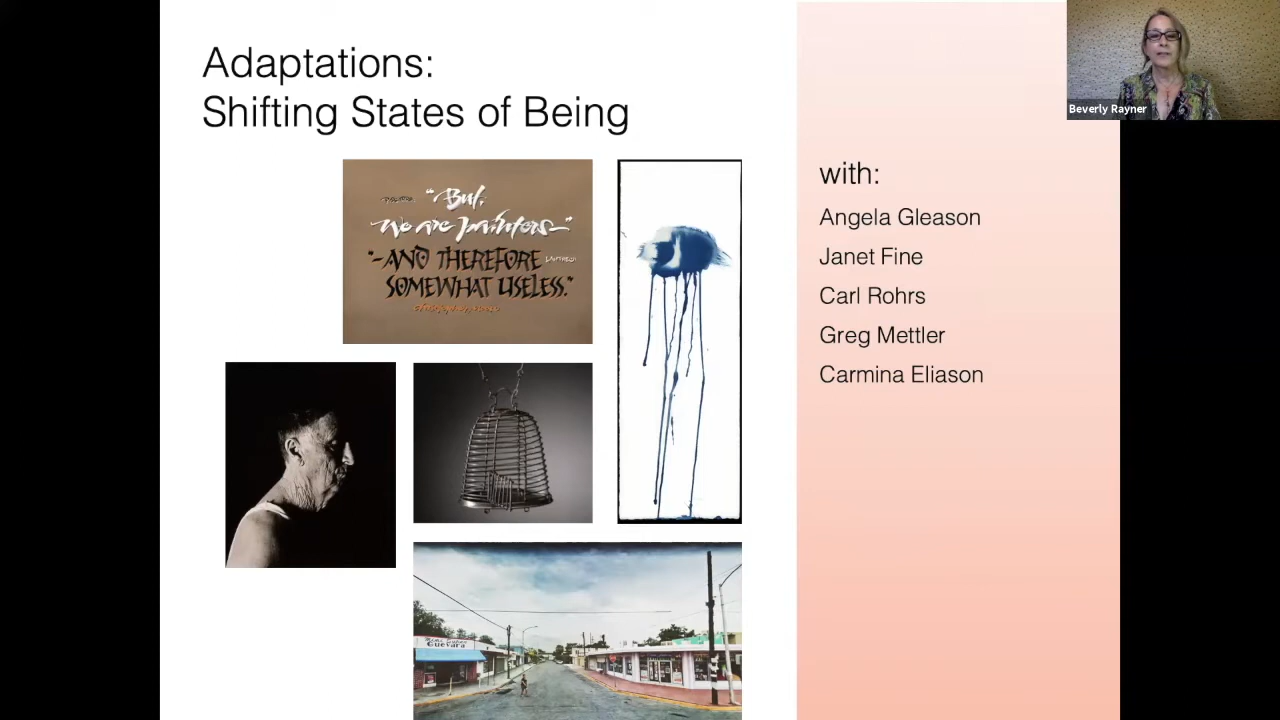 Adaptations:
Shifting States of Being
Beverly Rayner
with:
Angela Gleason
Janet Fine
Carl Rohrs
Greg Mettler
Carmina Eliason
"But,
We are painters—"
"—AND THEREFORE
SOMEWHAT USELESS."
Guevara